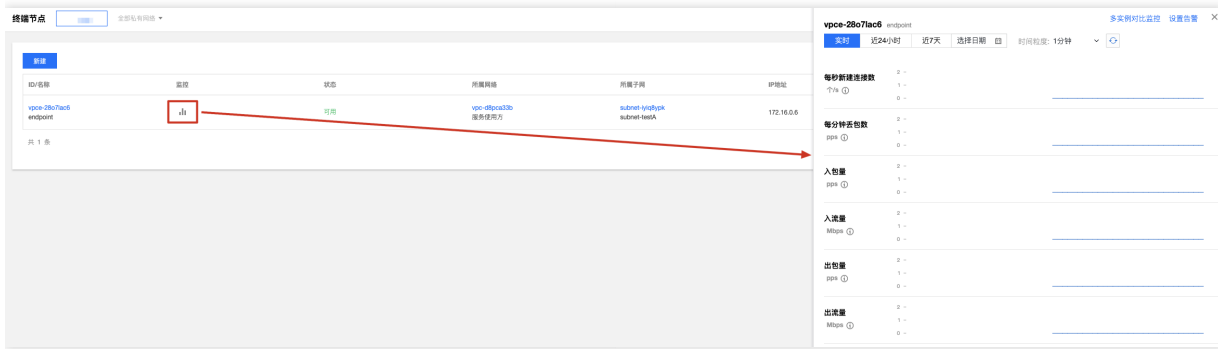 终端节点 全部私有网络
新建
ID/名称 监控 状态 所属网络 所属子网 IP地址
vpce-28o7lac6 可用 vpc-d8pca33b subnet-iyiq8ypk 172.16.0.6
endpoint 服务使用方 subnet-testA
共 1 条
vpce-28o7lac6 endpoint 多实例对比监控 设置告警
实时 近24小时 近7天 选择日期 时间粒度: 1分钟
每秒新建连接数
个/s
2
1
0
每分钟丢包数
pps
2
1
0
入包量
pps
2
1
0
入流量
Mbps
2
1
0
出包量
pps
2
1
0
出流量
Mbps
2
1
0